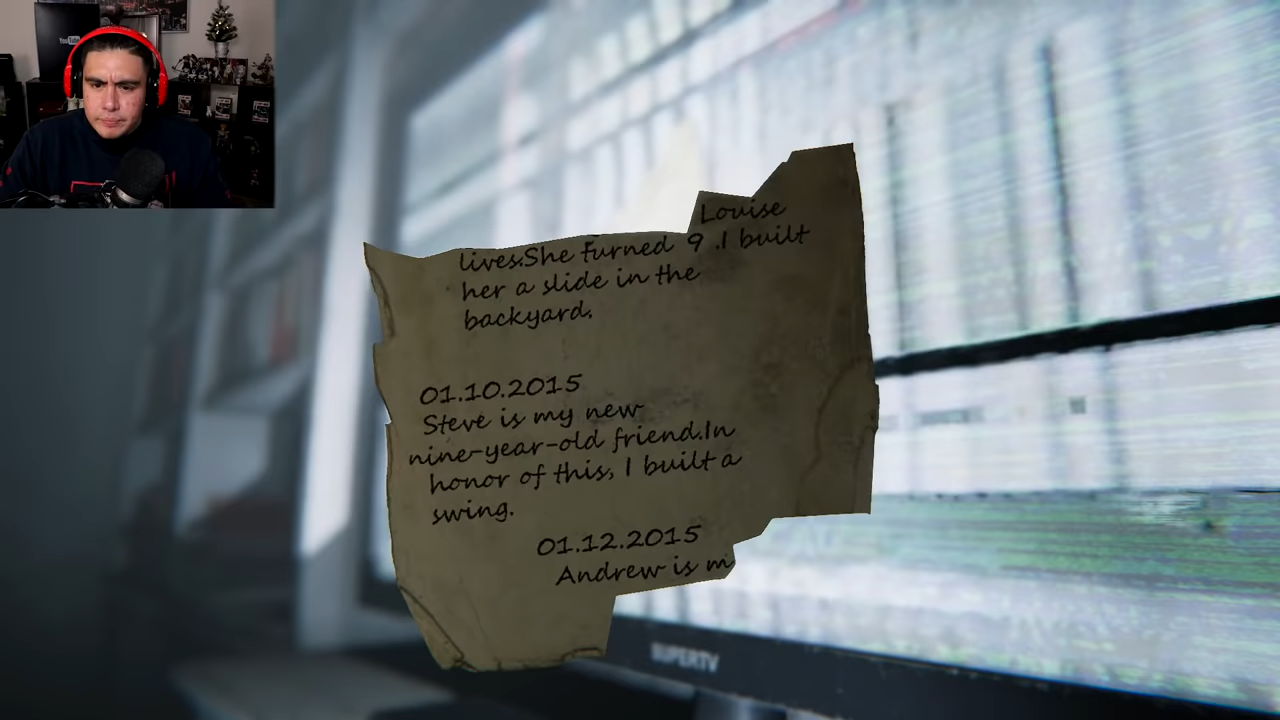 YouTube
Louise
lives.She turned 9 .I built
her a slide in the
backyard.
01.10.2015
Steve is my new
nine-year-old friend.In
honor of this, I built a
swing.
01.12.2015
Andrew is m
SUPERTV